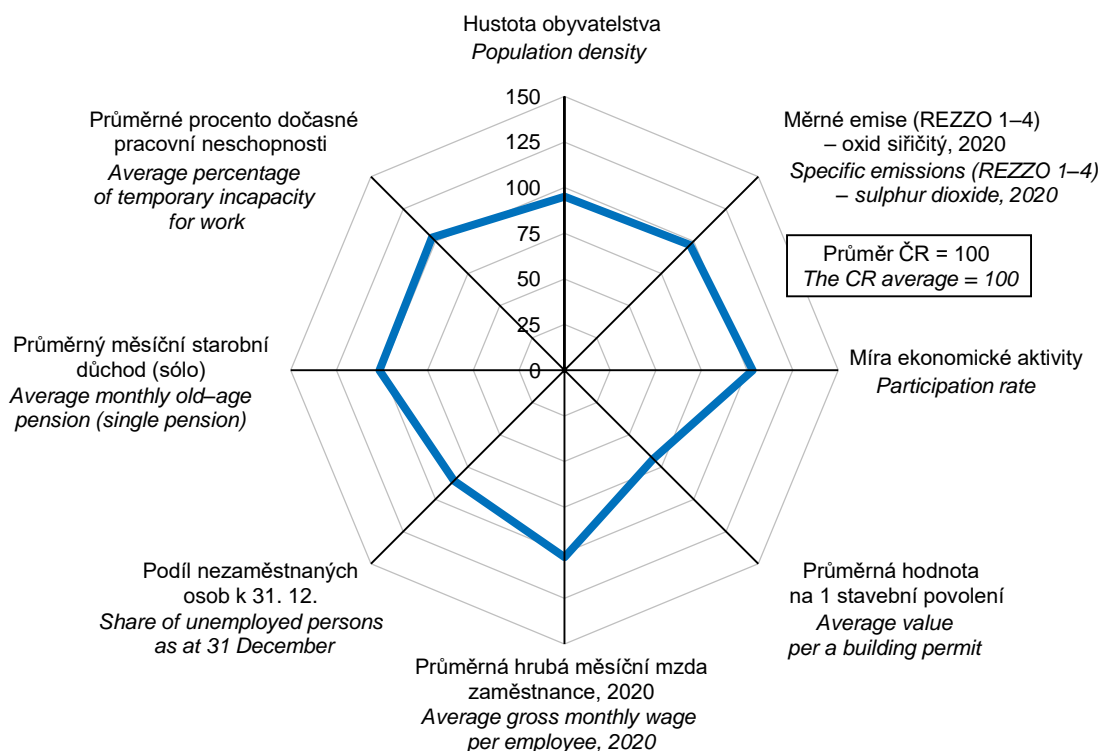 Hustota obyvatelstva
Population density
Průměrné procento dočasné
pracovní neschopnosti
Average percentage
of temporary incapacity
for work
Měrné emise (REZZO 1–4)
– oxid siřičitý, 2020
Specific emissions (REZZO 1–4)
– sulphur dioxide, 2020
150
125
100
75
50
25
0
Průměr ČR = 100
The CR average = 100
Průměrný měsíční starobní
důchod (sólo)
Average monthly old–age
pension (single pension)
Míra ekonomické aktivity
Participation rate
Podíl nezaměstnaných
osob k 31. 12.
Share of unemployed persons
as at 31 December
Průměrná hodnota
na 1 stavební povolení
Average value
per a building permit
Průměrná hrubá měsíční mzda
zaměstnance, 2020
Average gross monthly wage
per employee, 2020